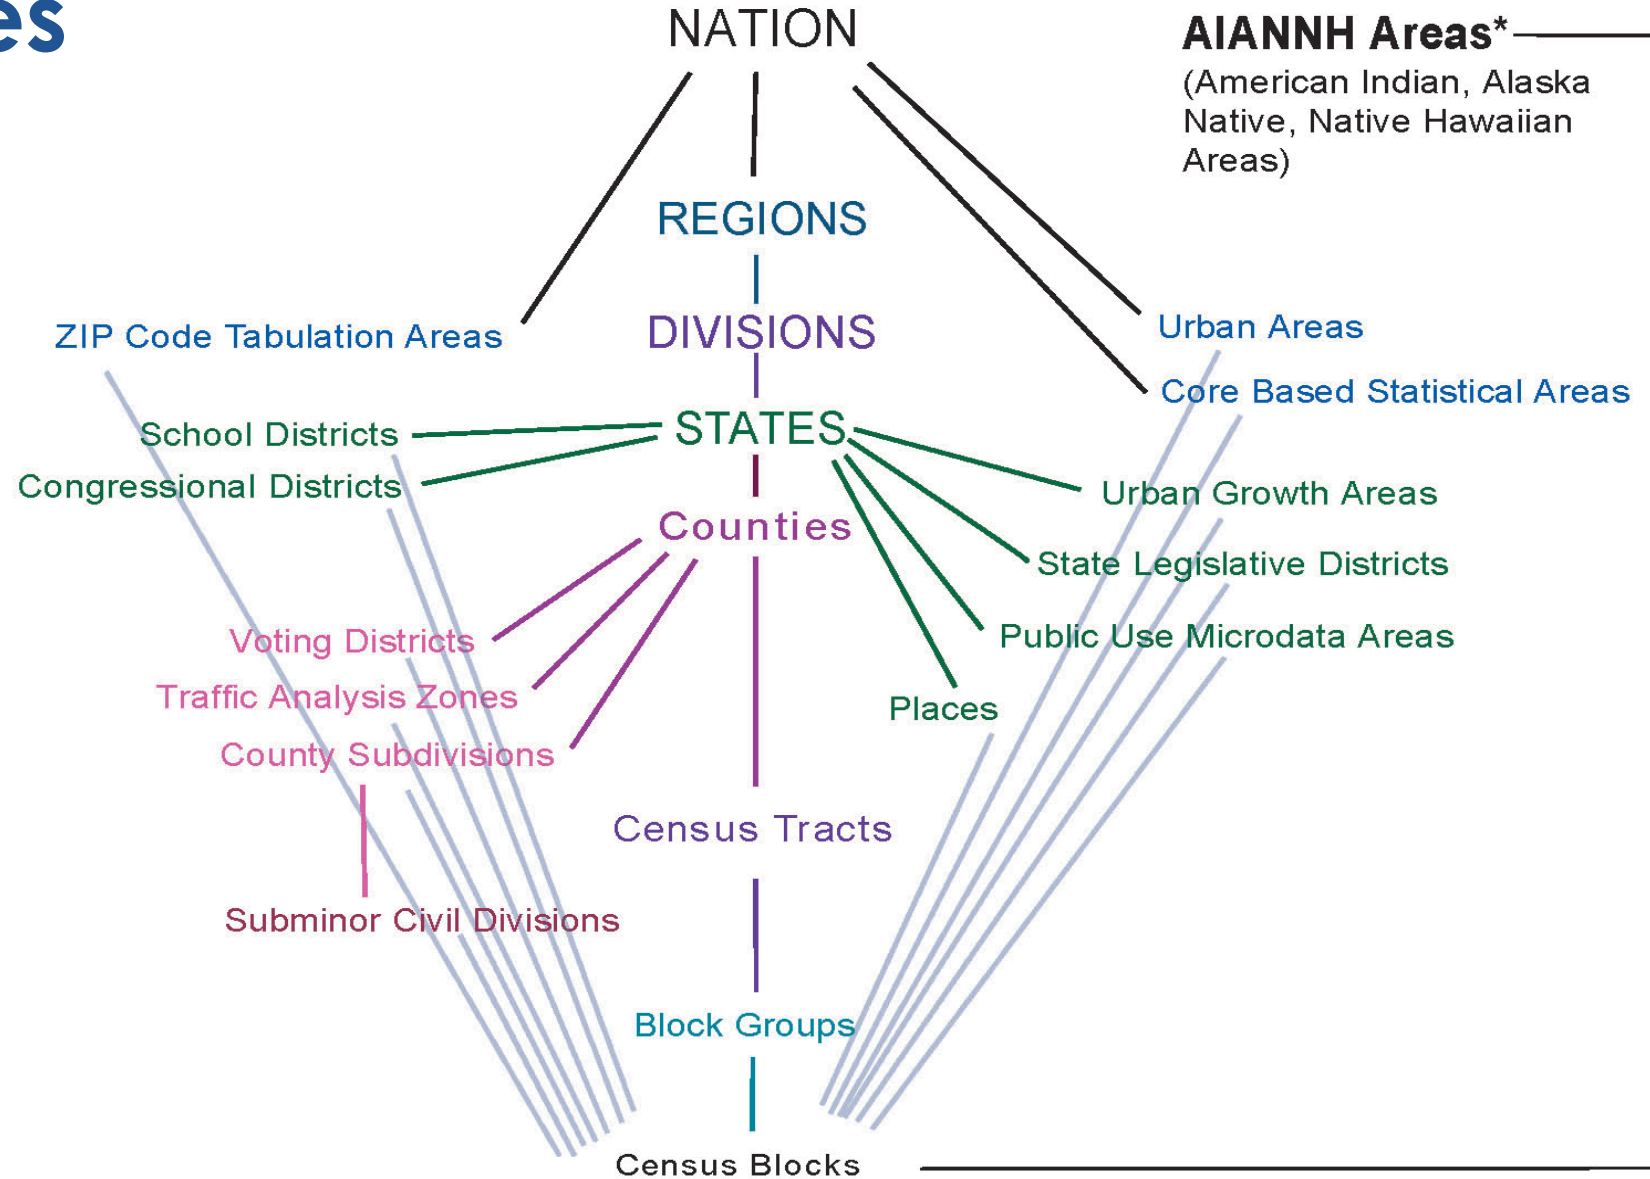 es
NATION
AIANNH Areas*
(American Indian, Alaska
Native, Native Hawaiian
Areas)
REGIONS
ZIP Code Tabulation Areas
DIVISIONS
Urban Areas
Core Based Statistical Areas
School Districts
STATES
Congressional Districts
Urban Growth Areas
Counties
State Legislative Districts
Voting Districts
Public Use Microdata Areas
Traffic Analysis Zones
Places
County Subdivisions
Census Tracts
Subminor Civil Divisions
Block Groups
Census Blocks